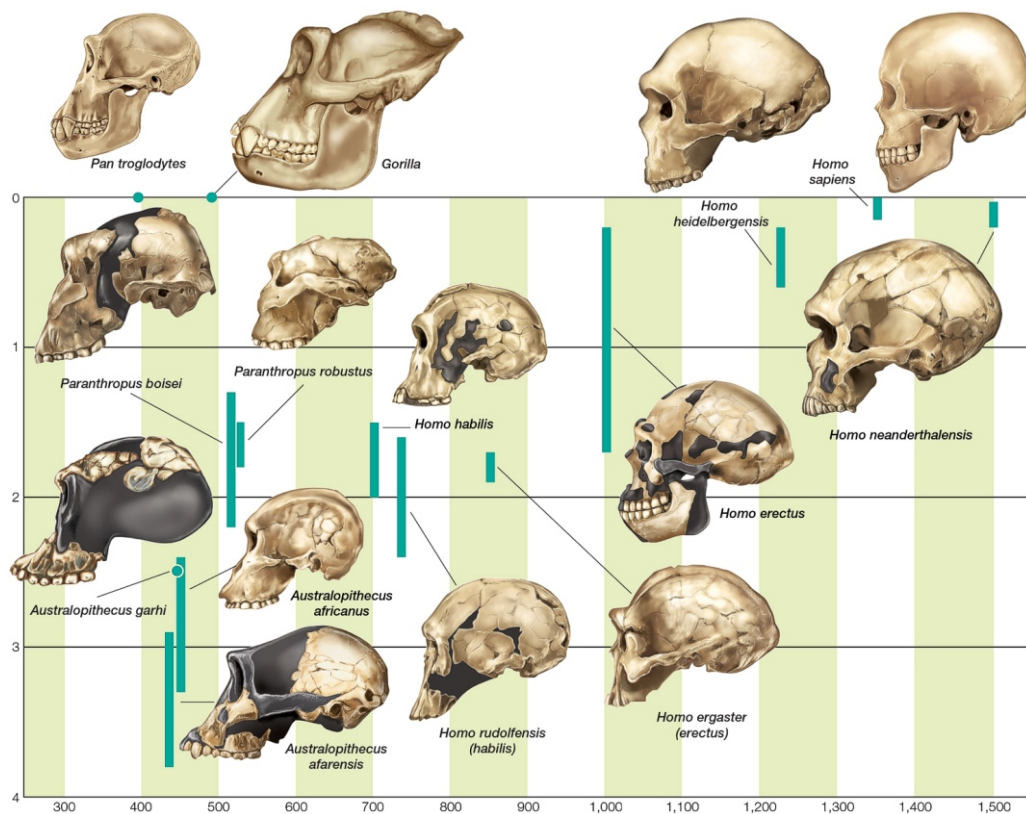 Pan troglodytes
Gorilla
Homo
sapiens
Homo
heidelbergensis
0
Paranthropus boisei
Paranthropus robustus
1
Homo habilis
Homo neanderthalensis
2
Homo erectus
Australopithecus garhi
Australopithecus
africanus
3
Homo rudolfensis
(habilis)
Homo ergaster
(erectus)
Australopithecus
afarensis
4
300 400 500 600 700 800 900 1,000 1,100 1,200 1,300 1,400 1,500